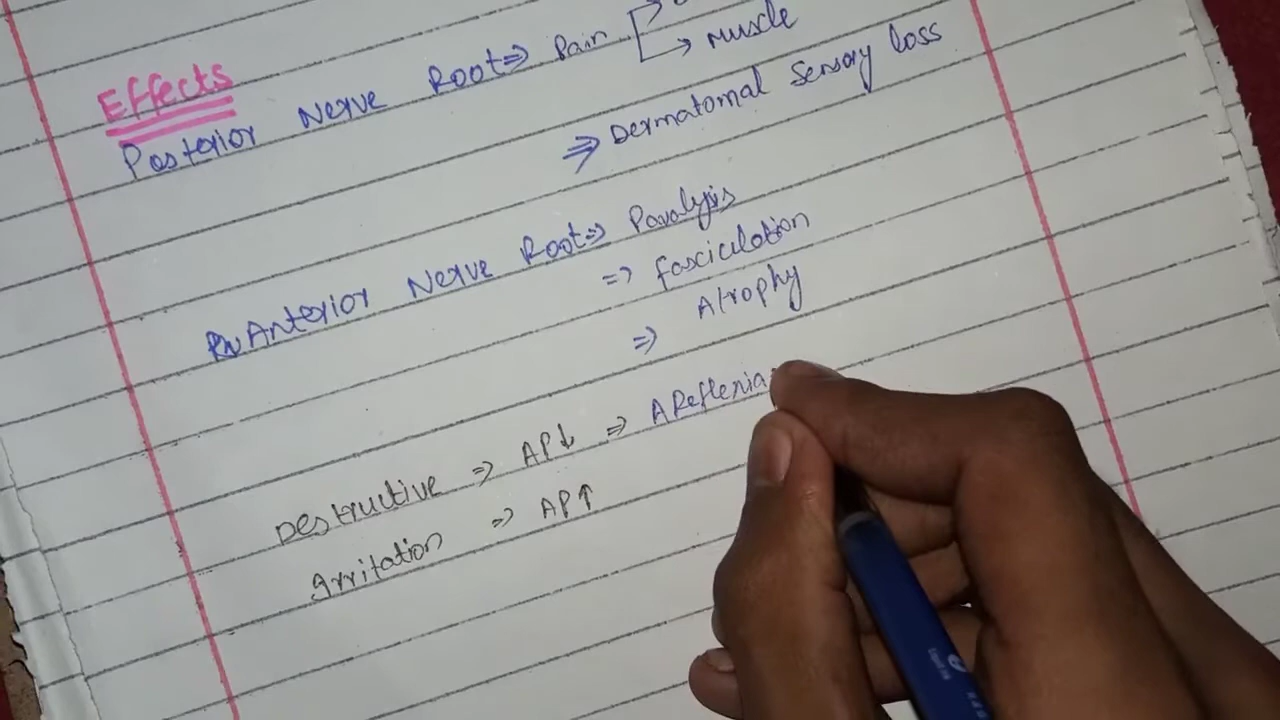 Effects
Posterior Nerve Root ⇒ Pain → Muscle
⇒ Dermatomal Sensory loss
Anterior Nerve Root ⇒ Paralysis
⇒ fasciculation
⇒ Atrophy
Destructive ⇒ AP↓ ⇒ AReflexia
Irritation ⇒ AP↑